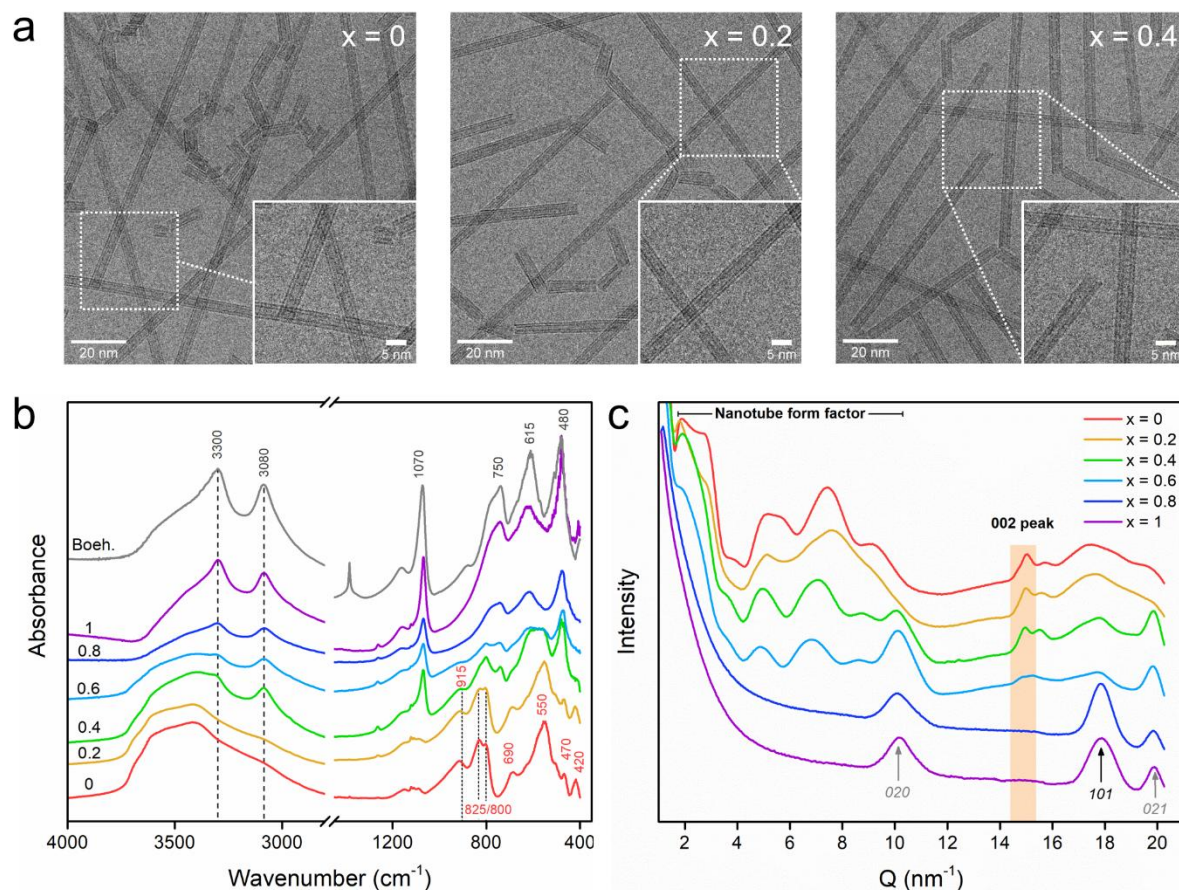 a
x = 0
20 nm
5 nm
x = 0.2
20 nm
5 nm
x = 0.4
20 nm
5 nm
b
Absorbance
3300
3080
1070
750
615
480
Boeh.
1
0.8
0.6
0.4
0.2
0
915
825/800
690
550
470
420
4000
3500
3000
1200
800
400
Wavenumber (cm⁻¹)
c
Intensity
Nanotube form factor
x = 0
x = 0.2
x = 0.4
x = 0.6
x = 0.8
x = 1
002 peak
020
101
021
2
4
6
8
10
12
14
16
18
20
Q (nm⁻¹)